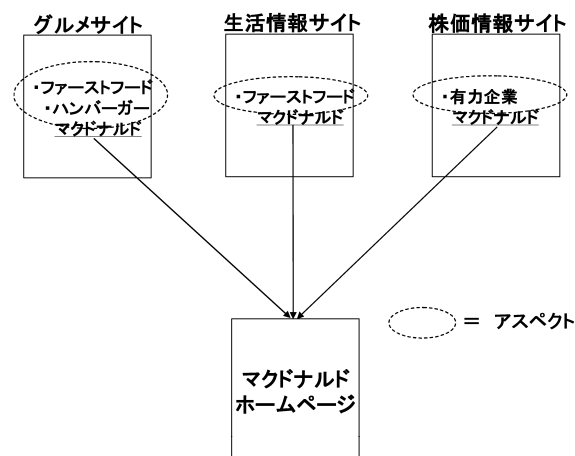 グルメサイト
・ファーストフード
・ハンバーガー
マクドナルド
生活情報サイト
・ファーストフード
マクドナルド
株価情報サイト
・有力企業
マクドナルド
= アスペクト
マクドナルド
ホームページ